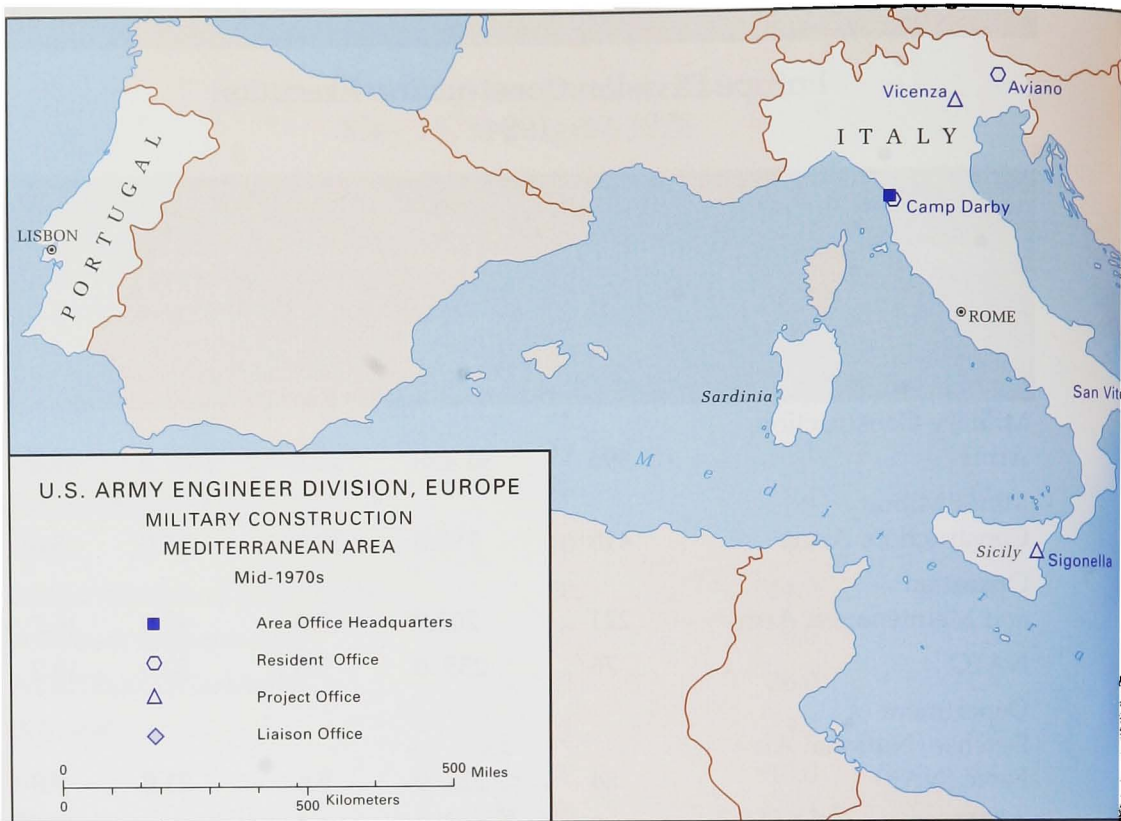 Vicenza
Aviano
ITALY
Camp Darby
PORTUGAL
LISBON
ROME
Sardinia
San Vit
Mediterra
Sicily
Sigonella
U.S. ARMY ENGINEER DIVISION, EUROPE
MILITARY CONSTRUCTION
MEDITERRANEAN AREA
Mid-1970s
Area Office Headquarters
Resident Office
Project Office
Liaison Office
0 500 Miles
0 500 Kilometers